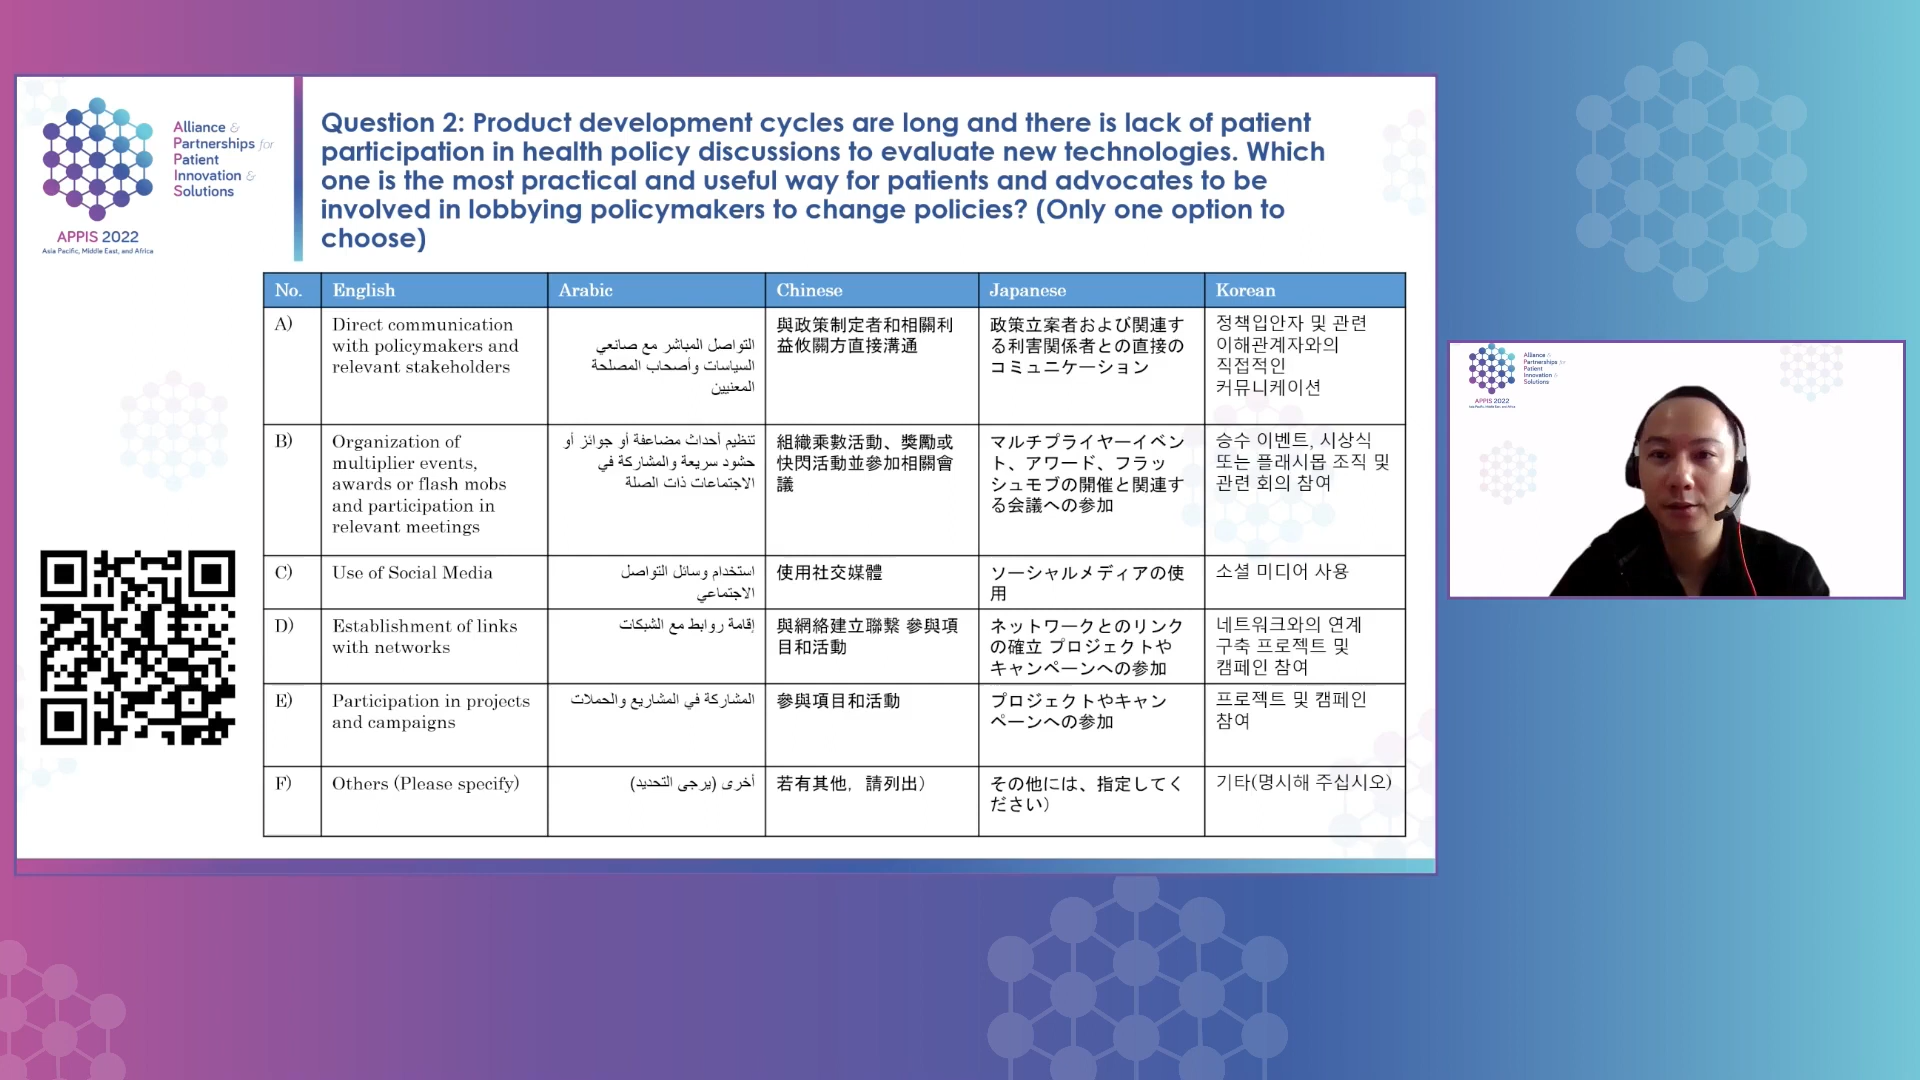 Alliance &
Partnerships for
Patient
Innovation &
Solutions
APPIS 2022
Asia Pacific, Middle East, and Africa
Question 2: Product development cycles are long and there is lack of patient
participation in health policy discussions to evaluate new technologies. Which
one is the most practical and useful way for patients and advocates to be
involved in lobbying policymakers to change policies? (Only one option to
choose)
No.
English
Arabic
Chinese
Japanese
Korean
A)
Direct communication
with policymakers and
relevant stakeholders
التواصل المباشر مع صانعي
السياسات وأصحاب المصلحة
المعنيين
與政策制定者和相關利
益攸關方直接溝通
政策立案者および関連す
る利害関係者との直接の
コミュニケーション
정책입안자 및 관련
이해관계자와의
직접적인
커뮤니케이션
B)
Organization of
multiplier events,
awards or flash mobs
and participation in
relevant meetings
تنظيم أحداث مضاعفة أو جوائز أو
حشود سريعة والمشاركة في
الاجتماعات ذات الصلة
組織乘數活動、獎勵或
快閃活動並參加相關會
議
マルチプライヤーイベン
ト、アワード、フラッ
シュモブの開催と関連す
る会議への参加
승수 이벤트, 시상식
또는 플래시몹 조직 및
관련 회의 참여
C)
Use of Social Media
استخدام وسائل التواصل
الاجتماعي
使用社交媒體
ソーシャルメディアの使
用
소셜 미디어 사용
D)
Establishment of links
with networks
إقامة روابط مع الشبكات
與網絡建立聯繫 參與項
目和活動
ネットワークとのリンク
の確立 プロジェクトや
キャンペーンへの参加
네트워크와의 연계
구축 프로젝트 및
캠페인 참여
E)
Participation in projects
and campaigns
المشاركة في المشاريع والحملات
參與項目和活動
プロジェクトやキャン
ペーンへの参加
프로젝트 및 캠페인
참여
F)
Others (Please specify)
أخرى (يرجى التحديد)
若有其他，請列出）
その他には、指定してく
ださい）
기타(명시해 주십시오)
Alliance &
Partnerships for
Patient
Innovation &
Solutions
APPIS 2022
Asia Pacific, Middle East, and Africa